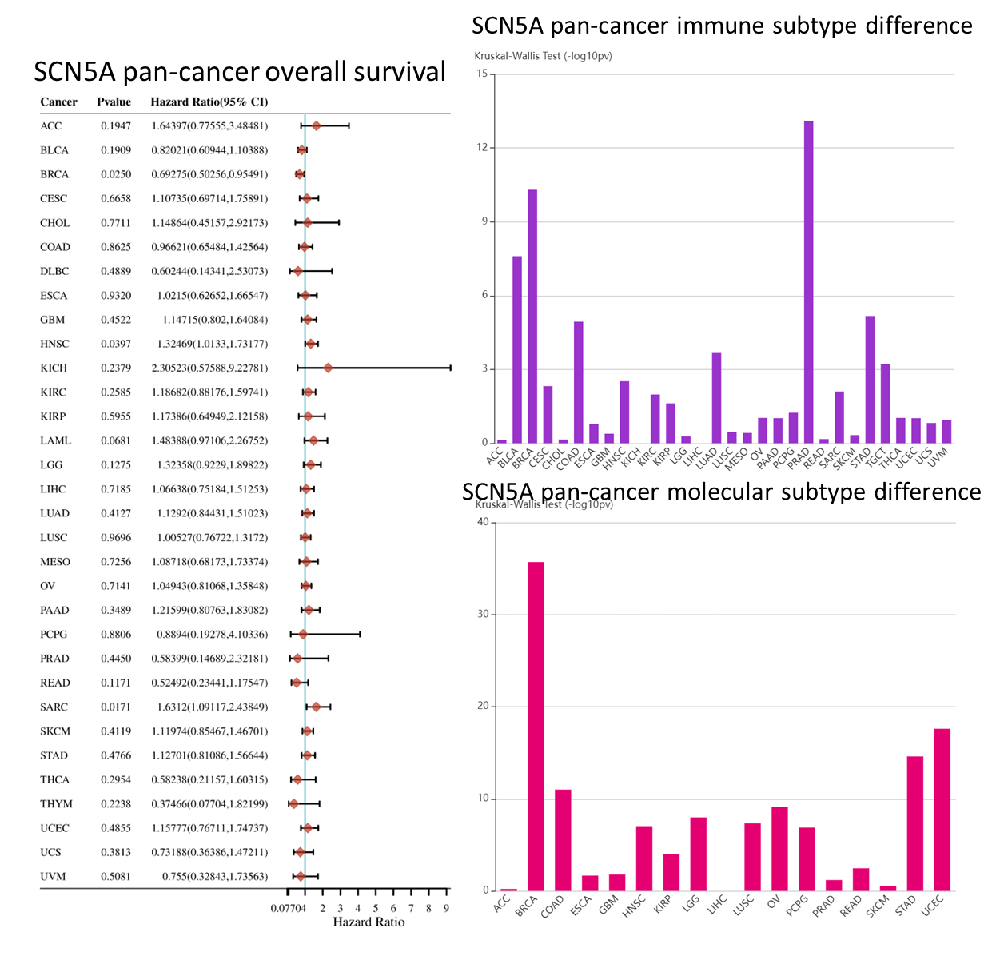 SCN5A pan-cancer overall survival
Cancer Pvalue Hazard Ratio(95% CI)
ACC 0.1947 1.64397(0.77555,3.48481)
BLCA 0.1909 0.82021(0.60944,1.10388)
BRCA 0.0250 0.69275(0.50256,0.95491)
CESC 0.6658 1.10735(0.69714,1.75891)
CHOL 0.7711 1.14864(0.45157,2.92173)
COAD 0.8625 0.96621(0.65484,1.42564)
DLBC 0.4889 0.60244(0.14341,2.53073)
ESCA 0.9320 1.0215(0.62652,1.66547)
GBM 0.4522 1.14715(0.802,1.64084)
HNSC 0.0397 1.32469(1.0133,1.73177)
KICH 0.2379 2.30523(0.57588,9.22781)
KIRC 0.2585 1.18682(0.88176,1.59741)
KIRP 0.5955 1.17386(0.64949,2.12158)
LAML 0.0681 1.48388(0.97106,2.26752)
LGG 0.1275 1.32358(0.9229,1.89822)
LIHC 0.7185 1.06638(0.75184,1.51253)
LUAD 0.4127 1.1292(0.84431,1.51023)
LUSC 0.9696 1.00527(0.76722,1.3172)
MESO 0.7256 1.08718(0.68173,1.73374)
OV 0.7141 1.04943(0.81068,1.35848)
PAAD 0.3489 1.21599(0.80763,1.83082)
PCPG 0.8806 0.8894(0.19278,4.10336)
PRAD 0.4450 0.58399(0.14689,2.32181)
READ 0.1171 0.52492(0.23441,1.17547)
SARC 0.0171 1.6312(1.09117,2.43849)
SKCM 0.4119 1.11974(0.85467,1.46701)
STAD 0.4766 1.12701(0.81086,1.56644)
THCA 0.2954 0.58238(0.21157,1.60315)
THYM 0.2238 0.37466(0.07704,1.82199)
UCEC 0.4855 1.15777(0.76711,1.74737)
UCS 0.3813 0.73188(0.36386,1.47211)
UVM 0.5081 0.755(0.32843,1.73563)
0.07704 2 3 4 5 6 7 8 9
Hazard Ratio
SCN5A pan-cancer immune subtype difference
Kruskal-Wallis Test (-log10pv)
15
12
9
6
3
0
ACC BLCA BRCA CESC CHOL COAD ESCA GBM HNSC KICH KIRC KIRP LGG LIHC LUAD LUSC MESO OV PAAD PCPG PRAD READ SARC SKCM STAD TGCT THCA UCEC UCS UVM
SCN5A pan-cancer molecular subtype difference
Kruskal-Wallis Test (-log10pv)
40
30
20
10
0
ACC BRCA COAD ESCA GBM HNSC KIRP LGG LIHC LUSC OV PCPG PRAD READ SKCM STAD UCEC